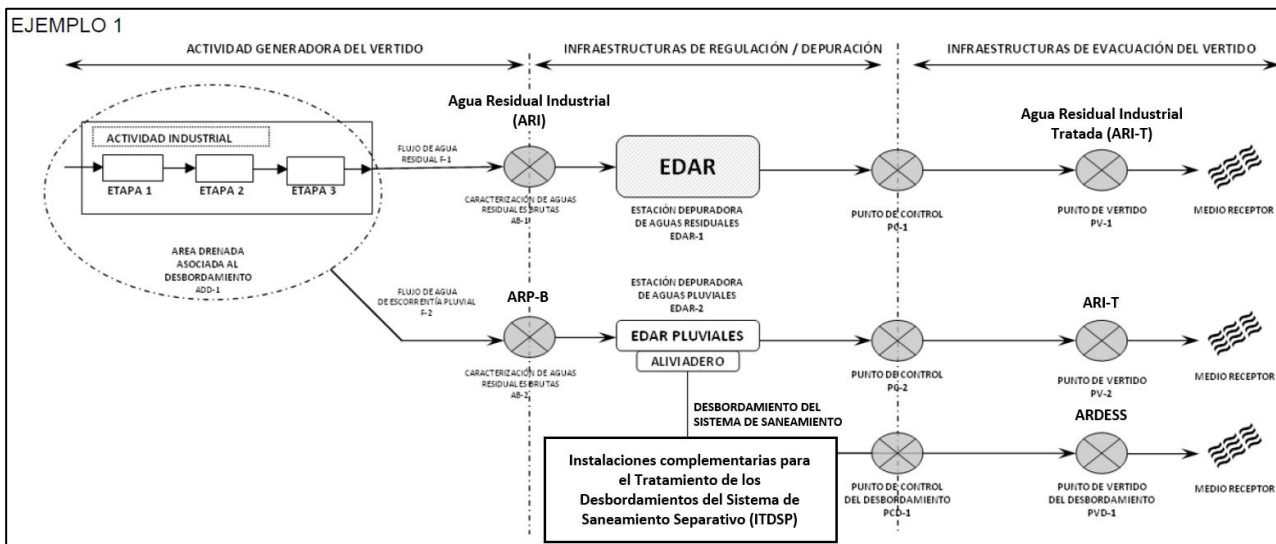 EJEMPLO 1
ACTIVIDAD GENERADORA DEL VERTIDO
INFRAESTRUCTURAS DE REGULACIÓN / DEPURACIÓN
INFRAESTRUCTURAS DE EVACUACIÓN DEL VERTIDO
ACTIVIDAD INDUSTRIAL
ETAPA 1
ETAPA 2
ETAPA 3
AREA DRENADA
ASOCIADA AL
DESBORDAMIENTO
ADD-1
FLUJO DE AGUA
RESIDUAL F-1
Agua Residual Industrial
(ARI)
CARACTERIZACIÓN DE AGUAS
RESIDUALES BRUTAS
AB-1
EDAR
ESTACIÓN DEPURADORA
DE AGUAS RESIDUALES
EDAR-1
PUNTO DE CONTROL
PC-1
Agua Residual Industrial
Tratada (ARI-T)
PUNTO DE VERTIDO
PV-1
MEDIO RECEPTOR
FLUJO DE AGUA
DE ESCORRENTÍA PLUVIAL
F-2
ARP-B
CARACTERIZACIÓN DE AGUAS
RESIDUALES BRUTAS
AB-2
ESTACIÓN DEPURADORA
DE AGUAS PLUVIALES
EDAR-2
EDAR PLUVIALES
ALIVIADERO
PUNTO DE CONTROL
PC-2
ARI-T
PUNTO DE VERTIDO
PV-2
MEDIO RECEPTOR
DESBORDAMIENTO DEL
SISTEMA DE SANEAMIENTO
Instalaciones complementarias para
el Tratamiento de los
Desbordamientos del Sistema de
Saneamiento Separativo (ITDSP)
PUNTO DE CONTROL
DEL DESBORDAMIENTO
PCD-1
ARDESS
PUNTO DE VERTIDO
DEL DESBORDAMIENTO
PVD-1
MEDIO RECEPTOR